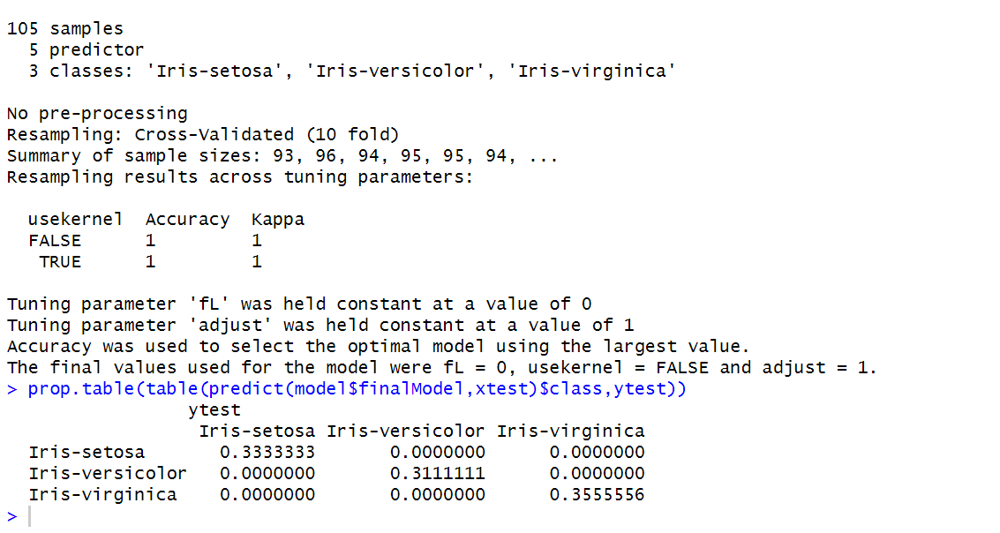 105 samples
5 predictor
3 classes: 'Iris-setosa', 'Iris-versicolor', 'Iris-virginica'
No pre-processing
Resampling: Cross-Validated (10 fold)
Summary of sample sizes: 93, 96, 94, 95, 95, 94, ...
Resampling results across tuning parameters:
usekernel Accuracy Kappa
FALSE 1 1
TRUE 1 1
Tuning parameter 'fL' was held constant at a value of 0
Tuning parameter 'adjust' was held constant at a value of 1
Accuracy was used to select the optimal model using the largest value.
The final values used for the model were fL = 0, usekernel = FALSE and adjust = 1.
> prop.table(table(predict(model$finalModel,xtest)$class,ytest))
ytest
Iris-setosa Iris-versicolor Iris-virginica
Iris-setosa 0.3333333 0.0000000 0.0000000
Iris-versicolor 0.0000000 0.3111111 0.0000000
Iris-virginica 0.0000000 0.0000000 0.3555556
>